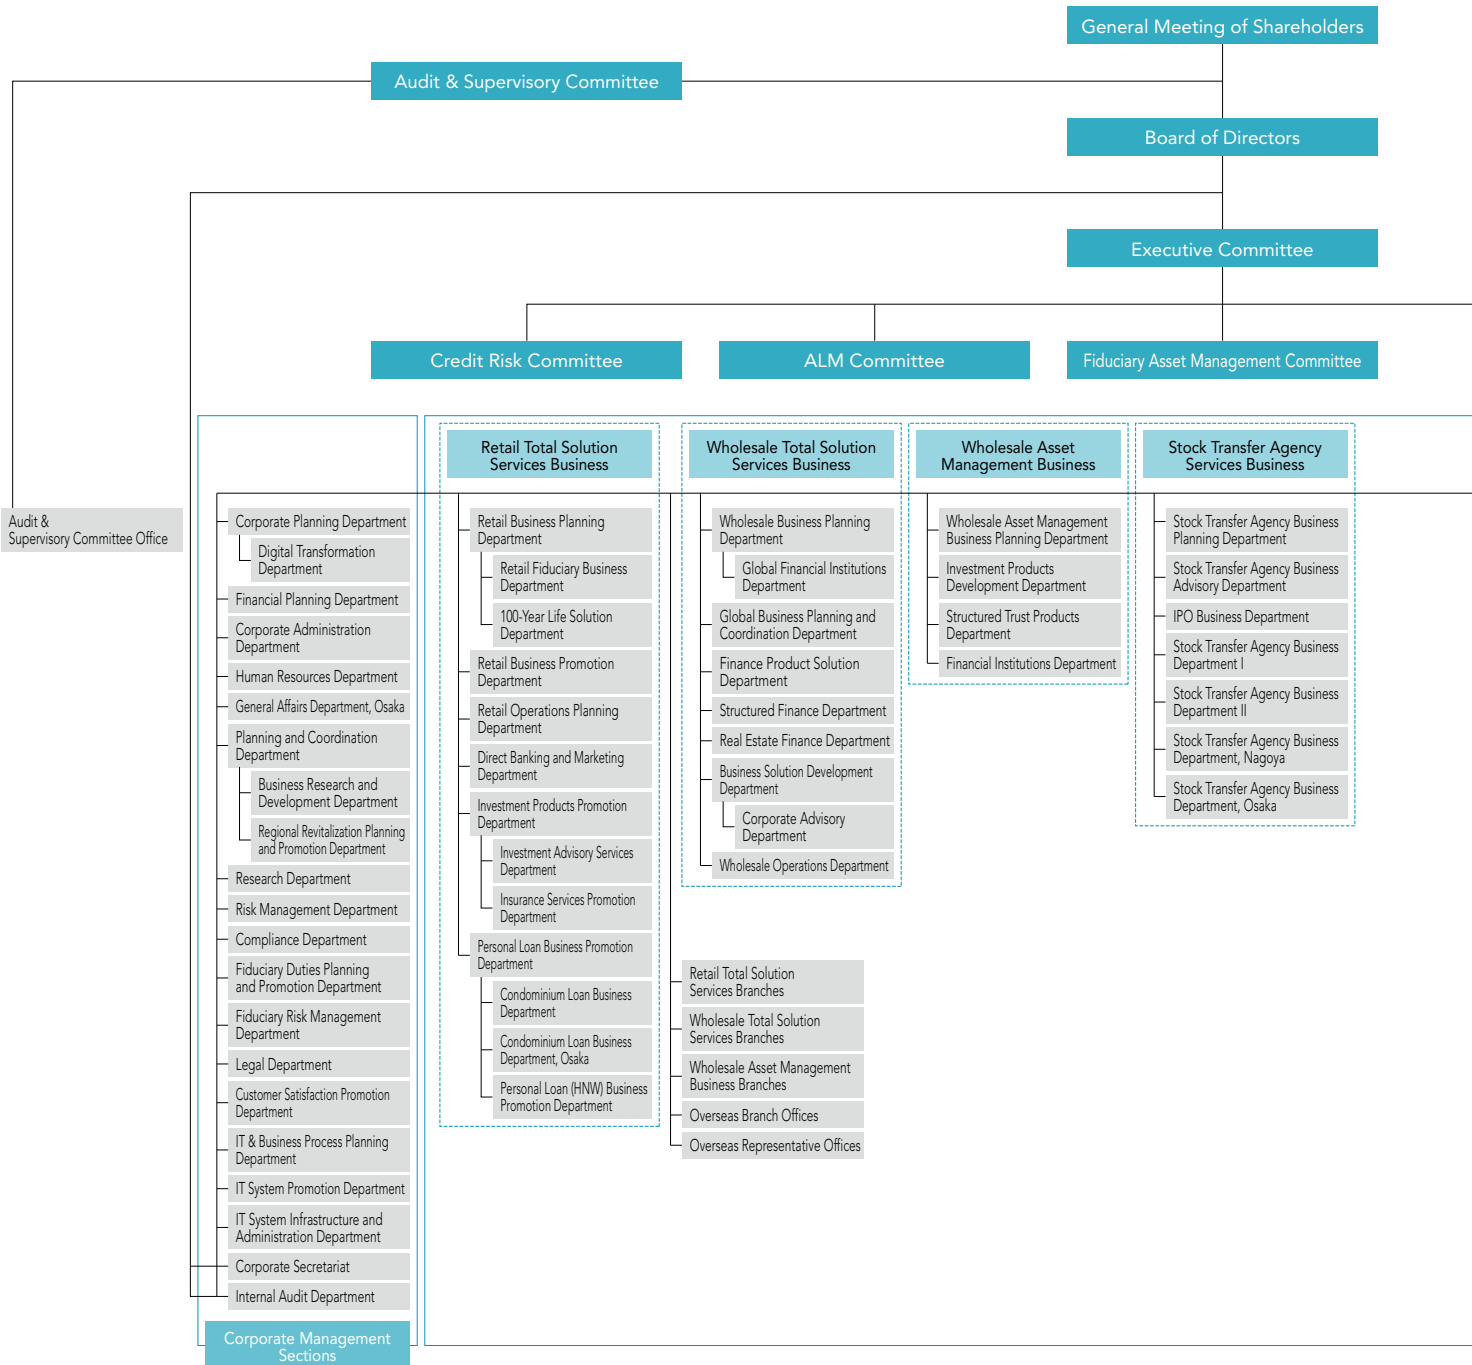 General Meeting of Shareholders
Audit & Supervisory Committee
Board of Directors
Executive Committee
Credit Risk Committee
ALM Committee
Fiduciary Asset Management Committee
Audit &
Supervisory Committee Office
Corporate Planning Department
Digital Transformation
Department
Financial Planning Department
Corporate Administration
Department
Human Resources Department
General Affairs Department, Osaka
Planning and Coordination
Department
Business Research and
Development Department
Regional Revitalization Planning
and Promotion Department
Research Department
Risk Management Department
Compliance Department
Fiduciary Duties Planning
and Promotion Department
Fiduciary Risk Management
Department
Legal Department
Customer Satisfaction Promotion
Department
IT & Business Process Planning
Department
IT System Promotion Department
IT System Infrastructure and
Administration Department
Corporate Secretariat
Internal Audit Department
Corporate Management
Sections
Retail Total Solution
Services Business
Retail Business Planning
Department
Retail Fiduciary Business
Department
100-Year Life Solution
Department
Retail Business Promotion
Department
Retail Operations Planning
Department
Direct Banking and Marketing
Department
Investment Products Promotion
Department
Investment Advisory Services
Department
Insurance Services Promotion
Department
Personal Loan Business Promotion
Department
Condominium Loan Business
Department
Condominium Loan Business
Department, Osaka
Personal Loan (HNW) Business
Promotion Department
Wholesale Total Solution
Services Business
Wholesale Business Planning
Department
Global Financial Institutions
Department
Global Business Planning and
Coordination Department
Finance Product Solution
Department
Structured Finance Department
Real Estate Finance Department
Business Solution Development
Department
Corporate Advisory
Department
Wholesale Operations Department
Retail Total Solution
Services Branches
Wholesale Total Solution
Services Branches
Wholesale Asset Management
Business Branches
Overseas Branch Offices
Overseas Representative Offices
Wholesale Asset
Management Business
Wholesale Asset Management
Business Planning Department
Investment Products
Development Department
Structured Trust Products
Department
Financial Institutions Department
Stock Transfer Agency
Services Business
Stock Transfer Agency Business
Planning Department
Stock Transfer Agency Business
Advisory Department
IPO Business Department
Stock Transfer Agency Business
Department I
Stock Transfer Agency Business
Department II
Stock Transfer Agency Business
Department, Nagoya
Stock Transfer Agency Business
Department, Osaka